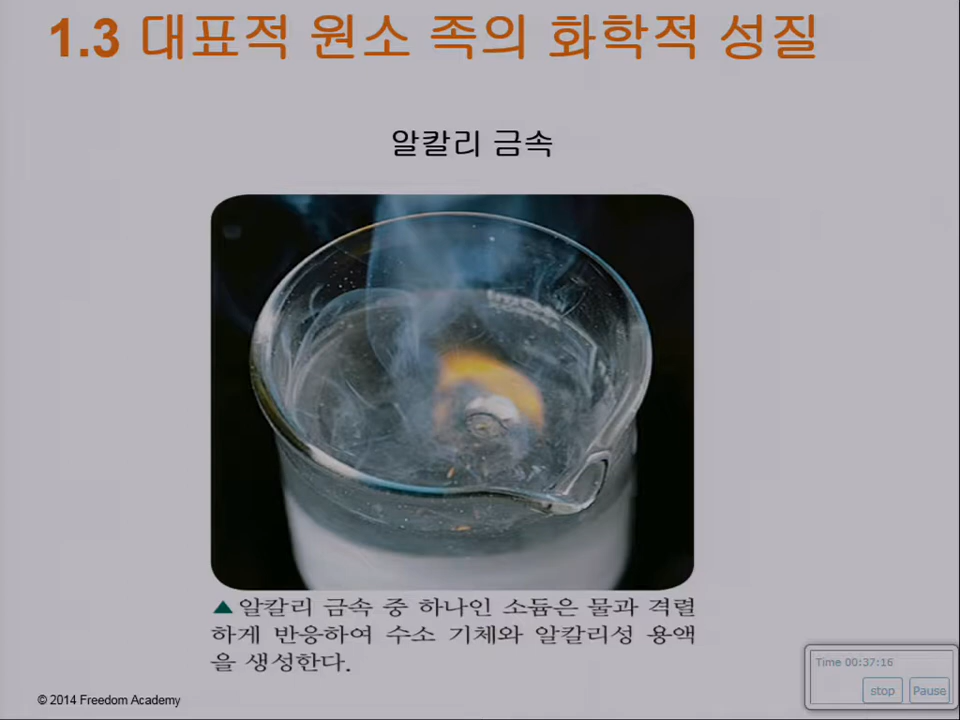 1.3 대표적 원소 족의 화학적 성질
알칼리 금속
▲알칼리 금속 중 하나인 소듐은 물과 격렬
하게 반응하여 수소 기체와 알칼리성 용액
을 생성한다.
Time 00:37:16
stop Pause
© 2014 Freedom Academy